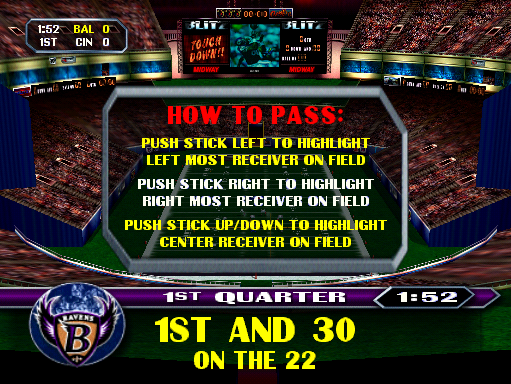 BLITZ
1:52 BAL 0
1ST CIN 0
TOUCH
DOWN!!
MIDWAY
MIDWAY
HOW TO PASS:
PUSH STICK LEFT TO HIGHLIGHT
LEFT MOST RECEIVER ON FIELD
PUSH STICK RIGHT TO HIGHLIGHT
RIGHT MOST RECEIVER ON FIELD
PUSH STICK UP/DOWN TO HIGHLIGHT
CENTER RECEIVER ON FIELD
1ST QUARTER 1:52
RAVENS
B
1ST AND 30
ON THE 22